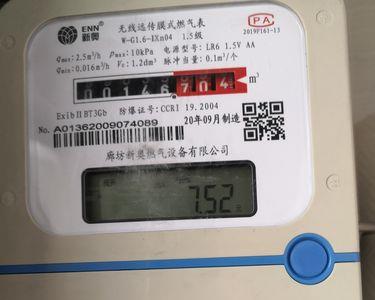 ENN
新奥
无线远传膜式燃气表
W-G1.6-IXn04 1.5级
PA
2019F161-13
qmax: 2.5m³/h pmax: 10kPa 电源型号: LR6 1.5V AA
qmin: 0.016m³/h Vc: 1.2dm³ 脉冲当量: 0.1m³/个
m³
ExibⅡBT3Gb 防爆证号: CCRI 19.2004
No. A01362009074089
20年09月制造
廊坊新奥燃气设备有限公司
7.52
元